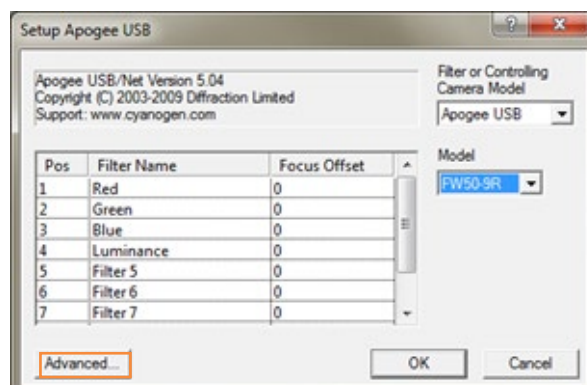 Setup Apogee USB
Apogee USB/Net Version 5.04
Copyright (C) 2003-2009 Diffraction Limited
Support: www.cyanogen.com
Filter or Controlling
Camera Model
Apogee USB
Model
FW50-9R
Pos Filter Name Focus Offset
1 Red 0
2 Green 0
3 Blue 0
4 Luminance 0
5 Filter 5 0
6 Filter 6 0
7 Filter 7 0
Advanced... OK Cancel